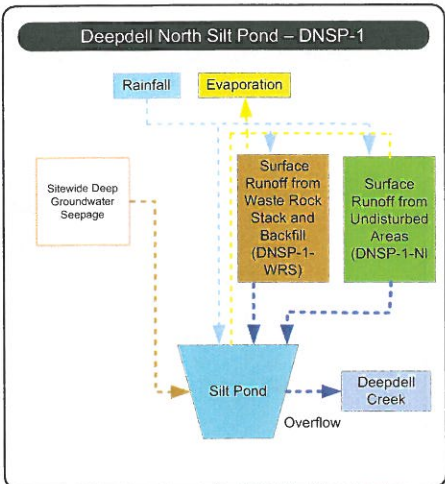 Deepdell North Silt Pond – DNSP-1
Rainfall
Evaporation
Sitewide Deep
Groundwater
Seepage
Surface
Runoff from
Waste Rock
Stack and
Backfill
(DNSP-1-
WRS)
Surface
Runoff from
Undisturbed
Areas
(DNSP-1-NI
Silt Pond
Deepdell
Creek
Overflow